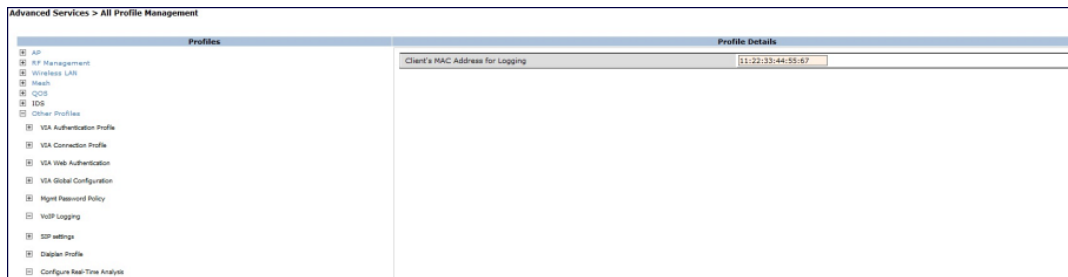 Advanced Services > All Profile Management
Profiles
AP
RF Management
Wireless LAN
Mesh
QOS
IDS
Other Profiles
VIA Authentication Profile
VIA Connection Profile
VIA Web Authentication
VIA Global Configuration
Mgmt Password Policy
VoIP Logging
SIP settings
Dialplan Profile
Configure Real-Time Analysis
Profile Details
Client's MAC Address for Logging 11:22:33:44:55:67